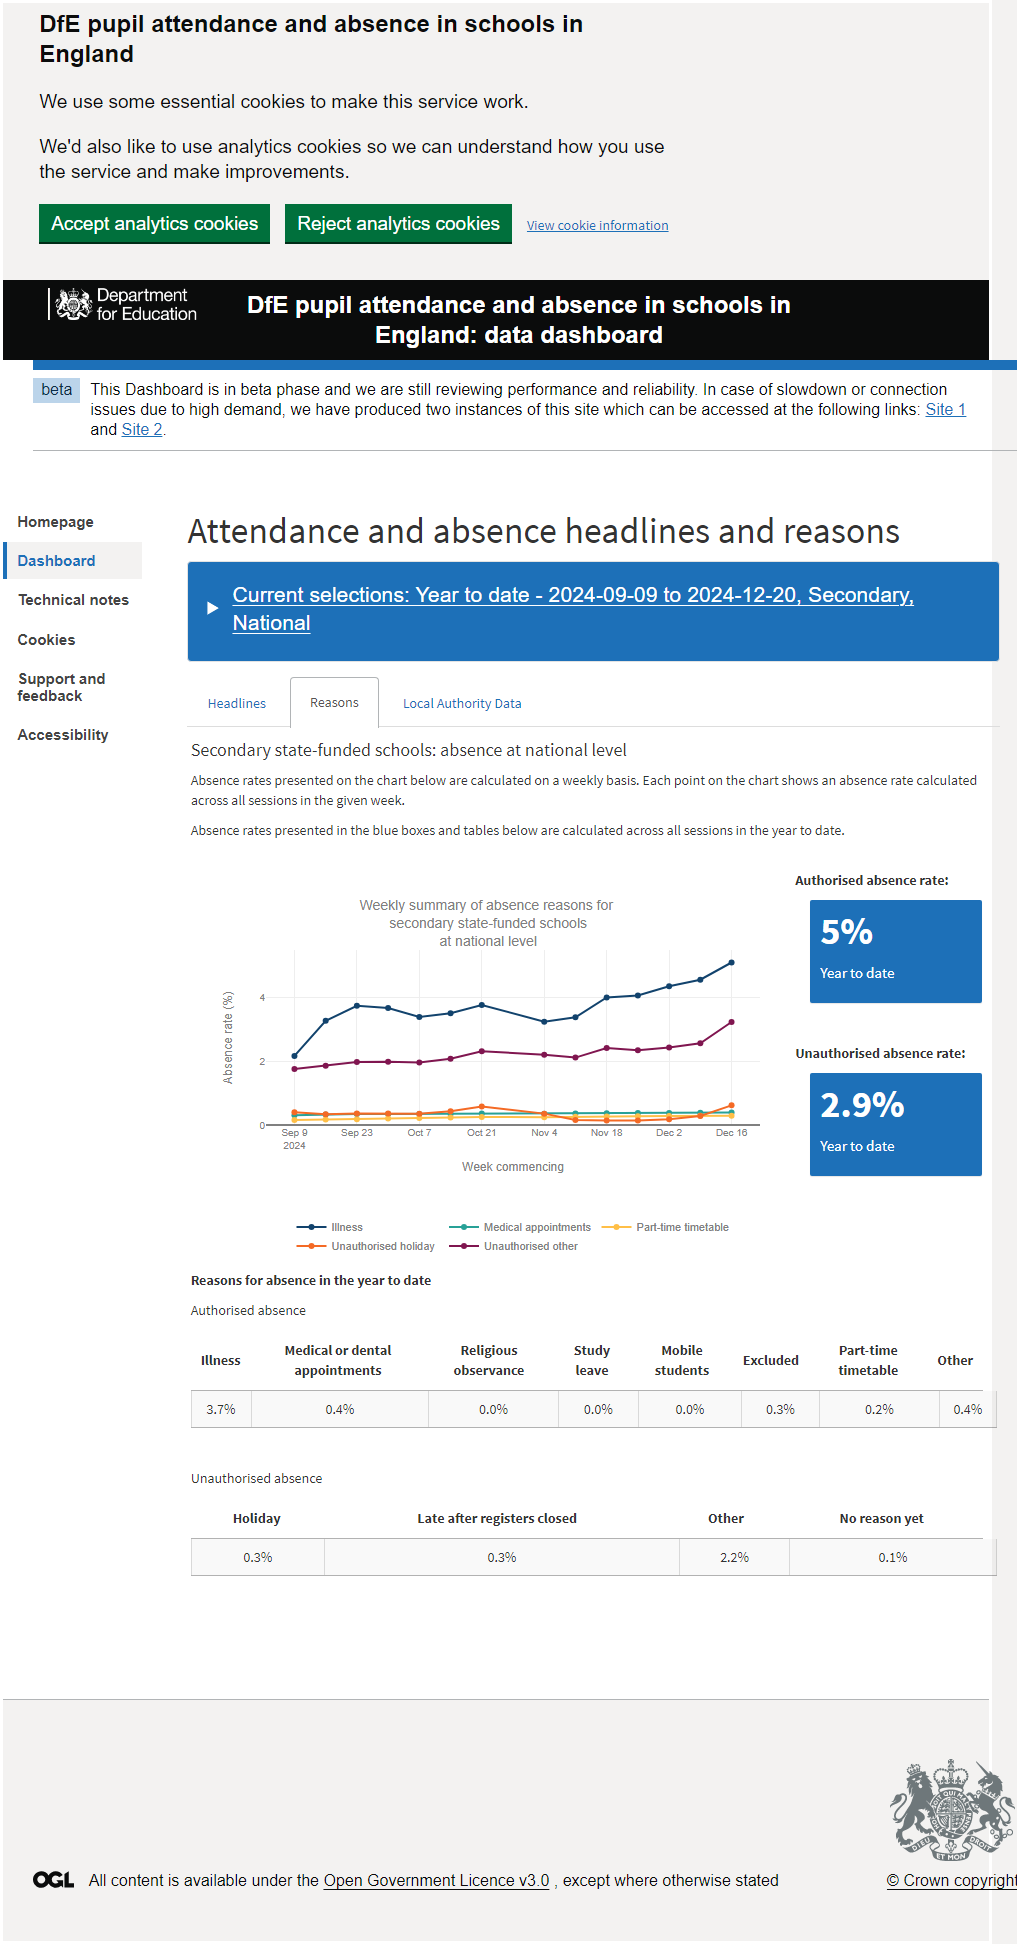 DfE pupil attendance and absence in schools in
England
We use some essential cookies to make this service work.
We'd also like to use analytics cookies so we can understand how you use
the service and make improvements.
Accept analytics cookies Reject analytics cookies View cookie information
Department
for Education
DfE pupil attendance and absence in schools in
England: data dashboard
beta This Dashboard is in beta phase and we are still reviewing performance and reliability. In case of slowdown or connection
issues due to high demand, we have produced two instances of this site which can be accessed at the following links: Site 1
and Site 2.
Homepage
Dashboard
Technical notes
Cookies
Support and
feedback
Accessibility
Attendance and absence headlines and reasons
Current selections: Year to date - 2024-09-09 to 2024-12-20, Secondary,
National
Headlines Reasons Local Authority Data
Secondary state-funded schools: absence at national level
Absence rates presented on the chart below are calculated on a weekly basis. Each point on the chart shows an absence rate calculated
across all sessions in the given week.
Absence rates presented in the blue boxes and tables below are calculated across all sessions in the year to date.
Weekly summary of absence reasons for
secondary state-funded schools
at national level
Absence rate (%)
4
2
0
Sep 9 Sep 23 Oct 7 Oct 21 Nov 4 Nov 18 Dec 2 Dec 16
2024
Week commencing
Illness Medical appointments Part-time timetable
Unauthorised holiday Unauthorised other
Authorised absence rate:
5%
Year to date
Unauthorised absence rate:
2.9%
Year to date
Reasons for absence in the year to date
Authorised absence
Illness Medical or dental appointments Religious observance Study leave Mobile students Excluded Part-time timetable Other
3.7% 0.4% 0.0% 0.0% 0.0% 0.3% 0.2% 0.4%
Unauthorised absence
Holiday Late after registers closed Other No reason yet
0.3% 0.3% 2.2% 0.1%
DIEU ET MON DROIT
OGL All content is available under the Open Government Licence v3.0 , except where otherwise stated © Crown copyright